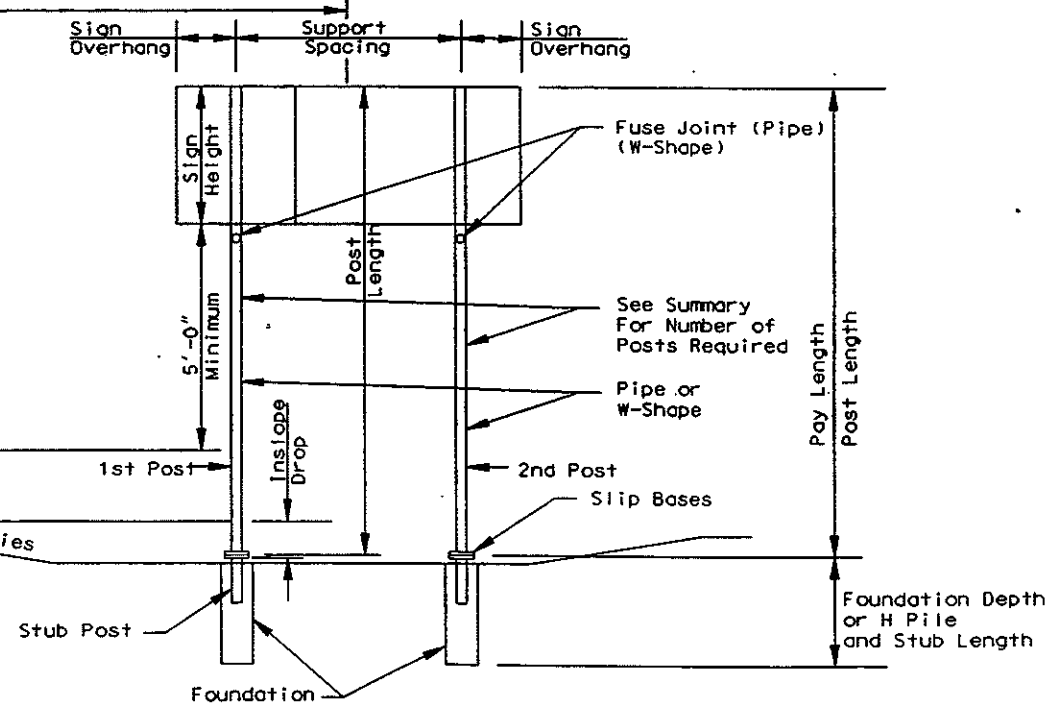 Sign
Overhang
Support
Spacing
Sign
Overhang
Sign
Height
Fuse Joint (Pipe)
(W-Shape)
Post
Length
5'-0"
Minimum
See Summary
For Number of
Posts Required
Pipe or
W-Shape
Pay Length
Post Length
1st Post
Inslope
Drop
2nd Post
Slip Bases
ies
Stub Post
Foundation Depth
or H Pile
and Stub Length
Foundation